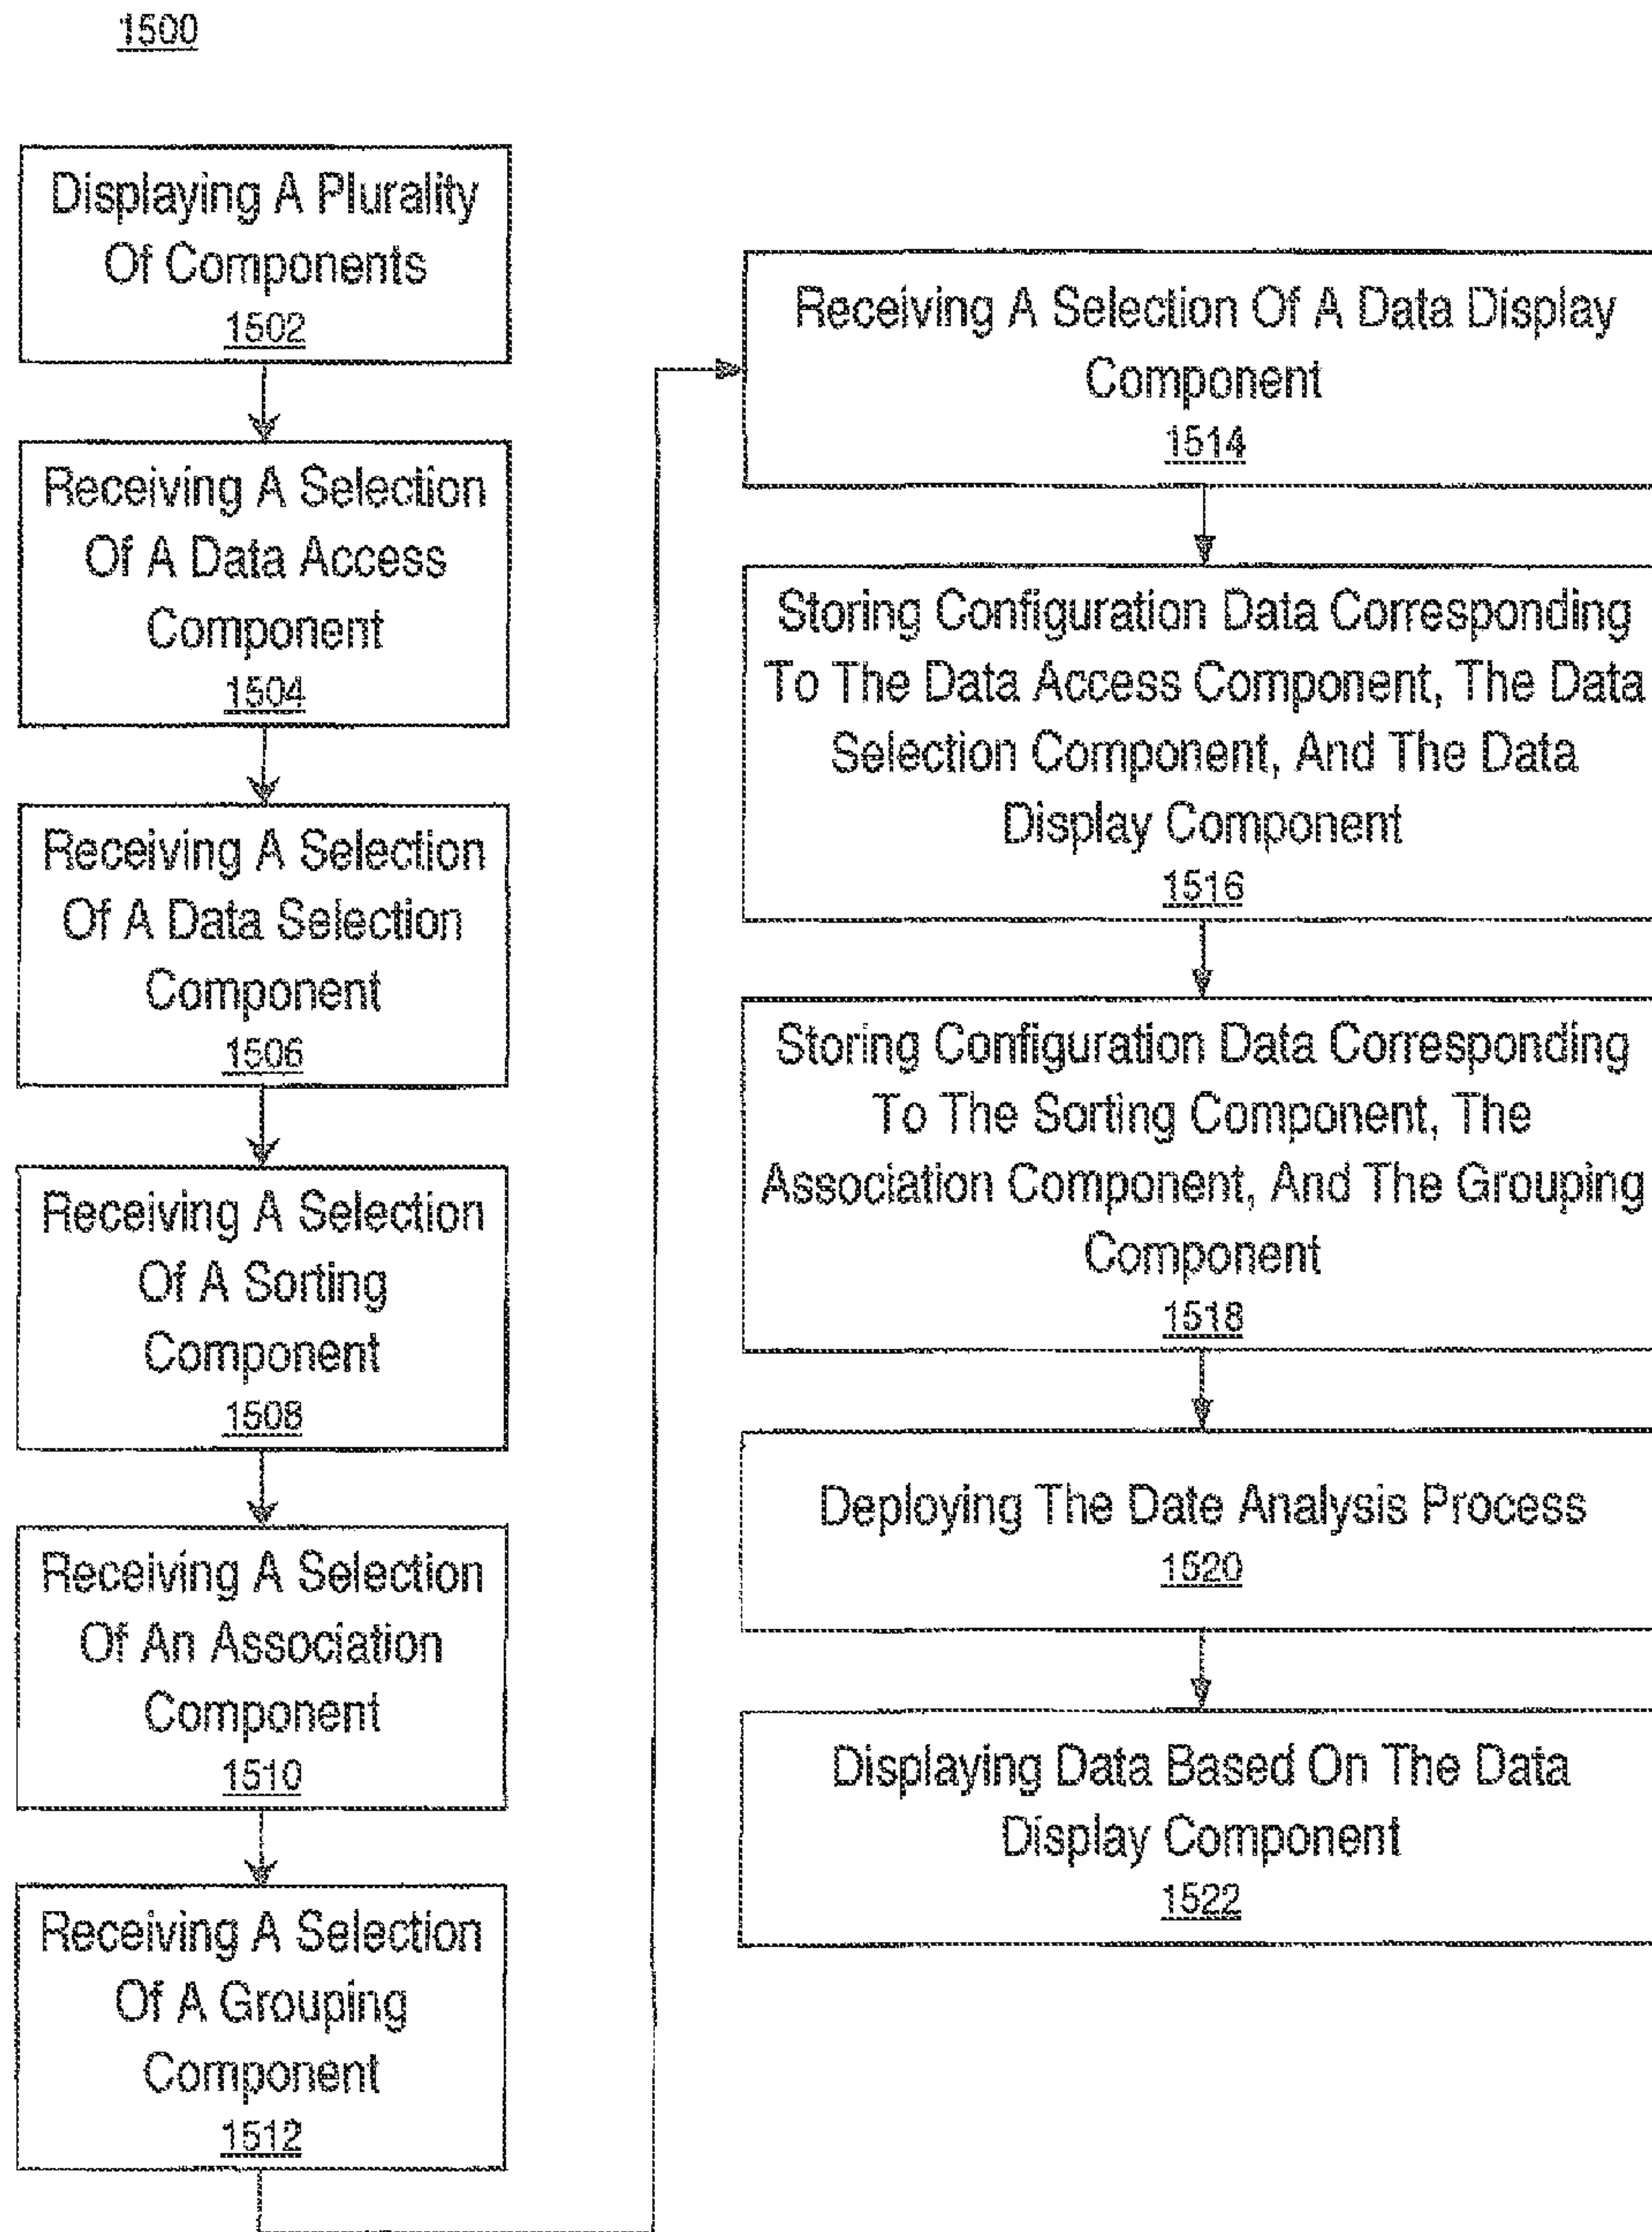 1500
Displaying A Plurality
Of Components
1502
Receiving A Selection
Of A Data Access
Component
1504
Receiving A Selection
Of A Data Selection
Component
1506
Receiving A Selection
Of A Sorting
Component
1508
Receiving A Selection
Of An Association
Component
1510
Receiving A Selection
Of A Grouping
Component
1512
Receiving A Selection Of A Data Display
Component
1514
Storing Configuration Data Corresponding
To The Data Access Component, The Data
Selection Component, And The Data
Display Component
1516
Storing Configuration Data Corresponding
To The Sorting Component, The
Association Component, And The Grouping
Component
1518
Deploying The Date Analysis Process
1520
Displaying Data Based On The Data
Display Component
1522